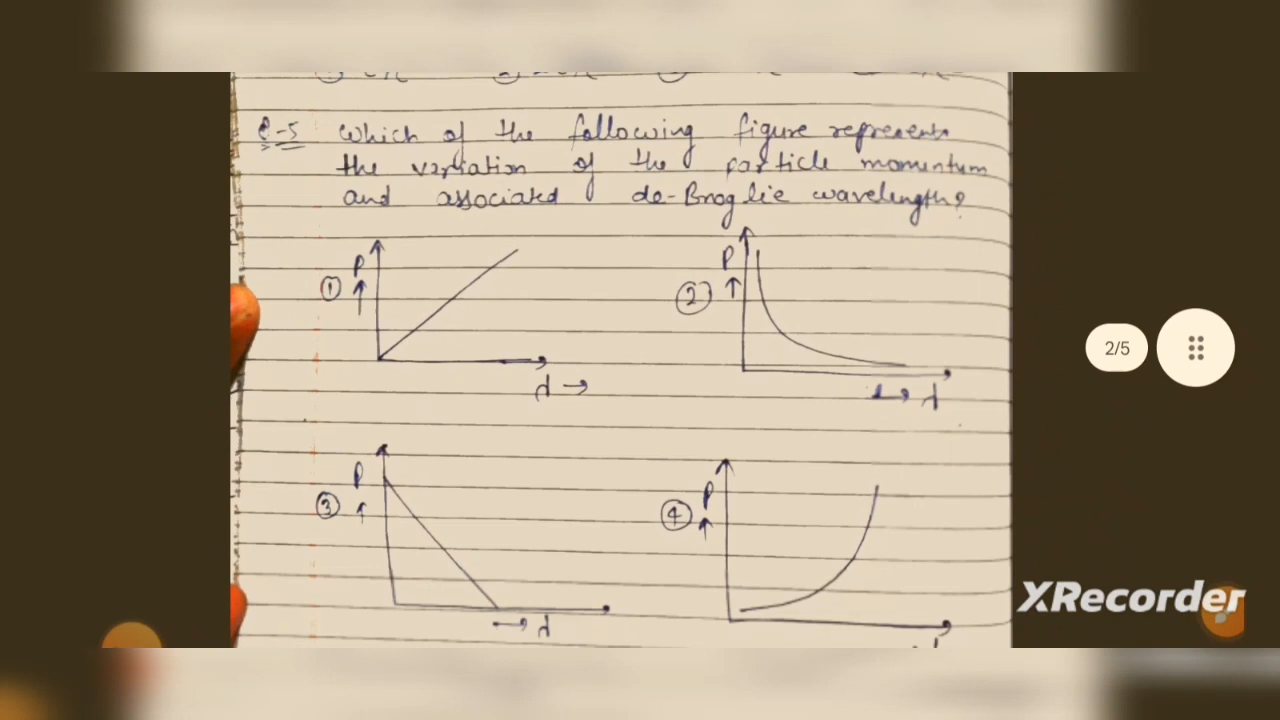 Q-5 Which of the following figure represents
the variation of the particle momentum
and associated de-Broglie wavelength?
P
① ↑
λ →
P
② ↑
→ λ
P
③ ↑
→ λ
P
④ ↑
2/5
XRecorder